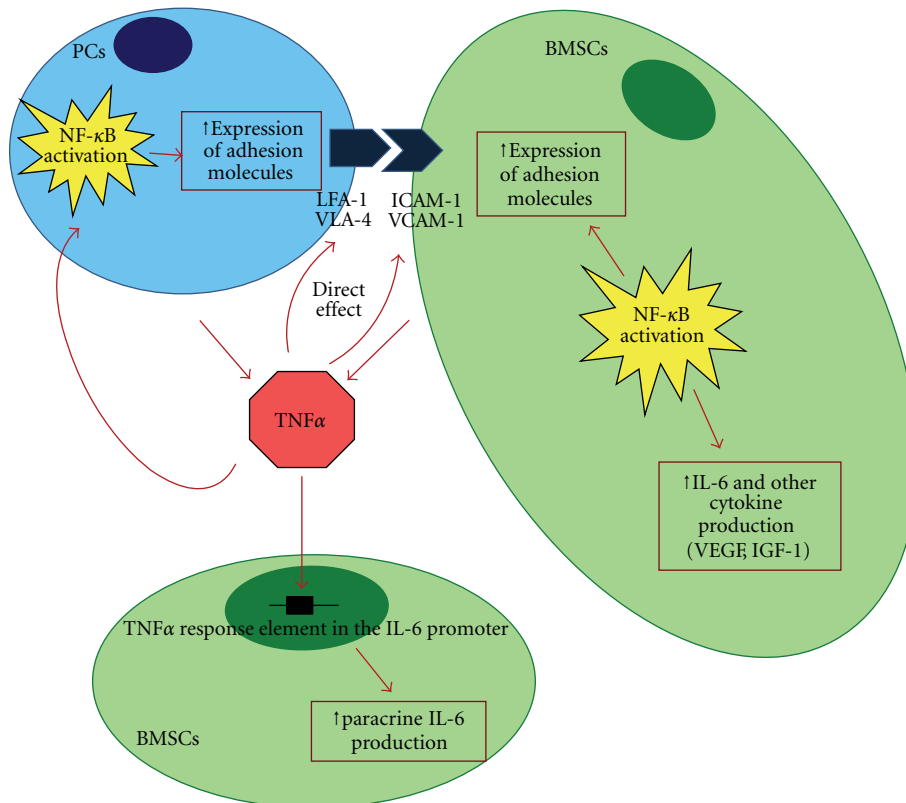 PCs
NF-κB
activation
↑Expression
of adhesion
molecules
LFA-1
VLA-4
ICAM-1
VCAM-1
BMSCs
↑Expression
of adhesion
molecules
Direct
effect
NF-κB
activation
TNFα
↑IL-6 and other
cytokine
production
(VEGF, IGF-1)
TNFα response element in the IL-6 promoter
↑paracrine IL-6
production
BMSCs